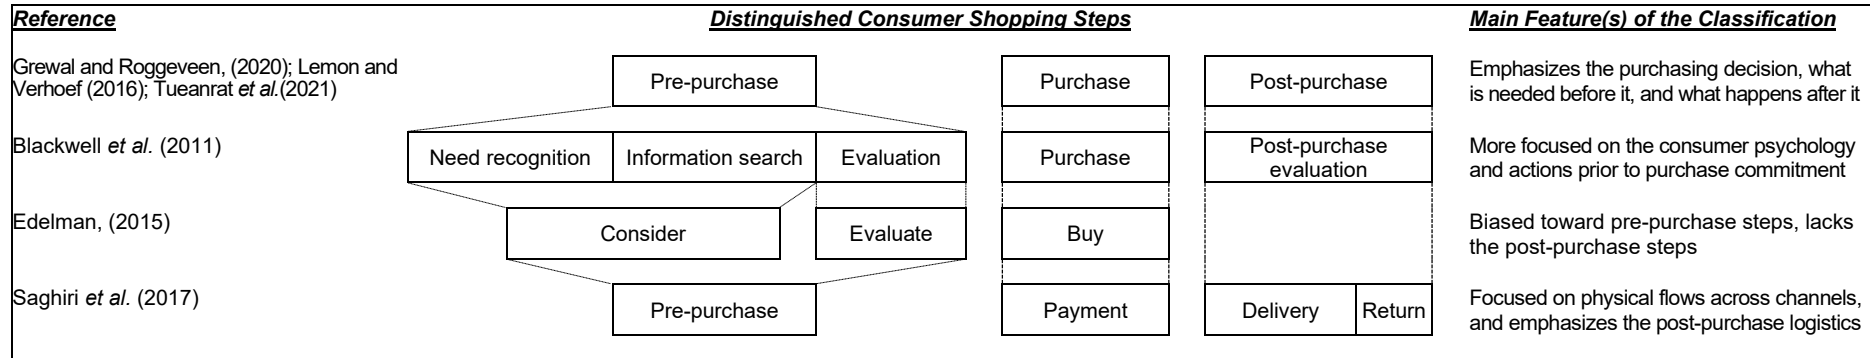 Reference Distinguished Consumer Shopping Steps Main Feature(s) of the Classification
Grewal and Roggeveen, (2020); Lemon and
Verhoef (2016); Tueanrat et al.(2021)
Pre-purchase
Purchase
Post-purchase
Emphasizes the purchasing decision, what
is needed before it, and what happens after it
Blackwell et al. (2011)
Need recognition
Information search
Evaluation
Purchase
Post-purchase
evaluation
More focused on the consumer psychology
and actions prior to purchase commitment
Edelman, (2015)
Consider
Evaluate
Buy
Biased toward pre-purchase steps, lacks
the post-purchase steps
Saghiri et al. (2017)
Pre-purchase
Payment
Delivery
Return
Focused on physical flows across channels,
and emphasizes the post-purchase logistics